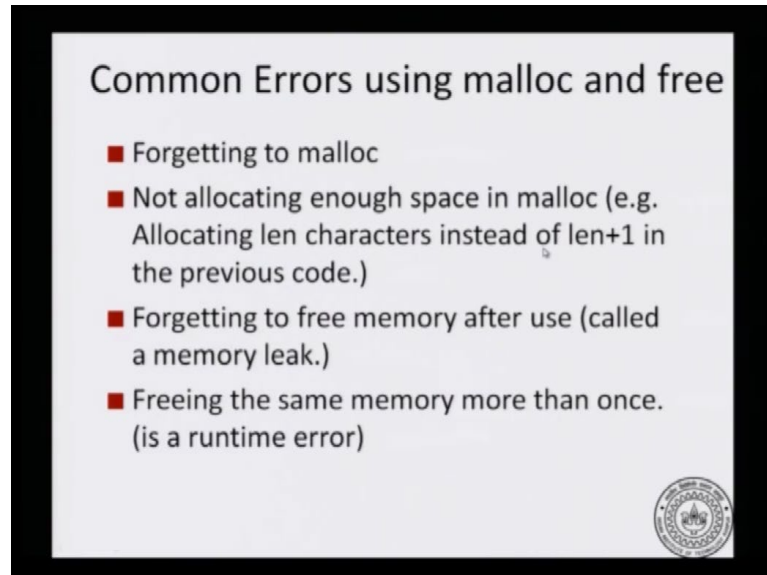 Common Errors using malloc and free
Forgetting to malloc
Not allocating enough space in malloc (e.g.
Allocating len characters instead of len+1 in
the previous code.)
Forgetting to free memory after use (called
a memory leak.)
Freeing the same memory more than once.
(is a runtime error)